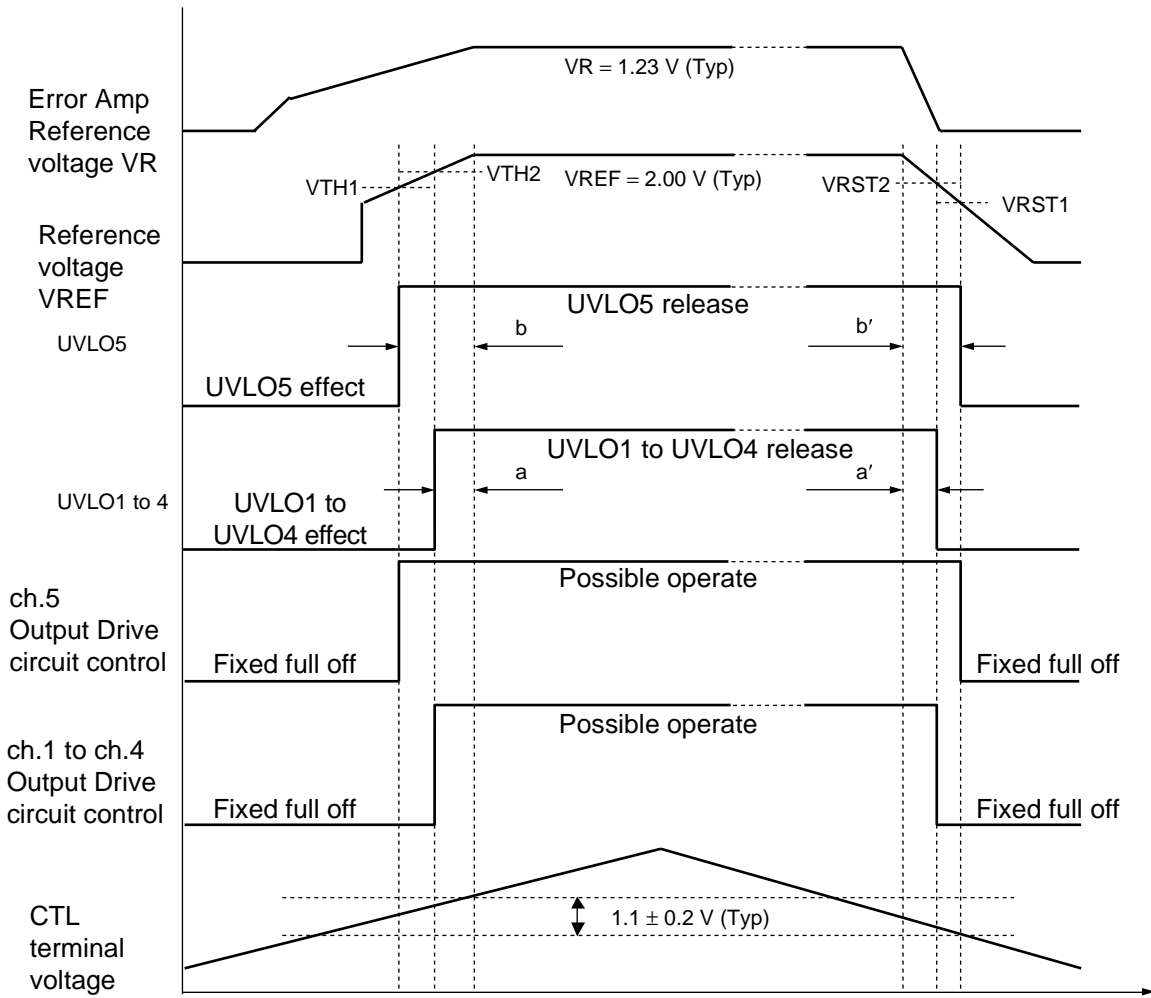 VR = 1.23 V (Typ)
Error Amp
Reference
voltage VR
VTH1
VTH2
VREF = 2.00 V (Typ)
VRST2
VRST1
Reference
voltage
VREF
UVLO5 release
UVLO5
b
b′
UVLO5 effect
UVLO1 to UVLO4 release
UVLO1 to 4
a
a′
UVLO1 to
UVLO4 effect
Possible operate
ch.5
Output Drive
circuit control
Fixed full off
Fixed full off
Possible operate
ch.1 to ch.4
Output Drive
circuit control
Fixed full off
Fixed full off
CTL
terminal
voltage
1.1 ± 0.2 V (Typ)